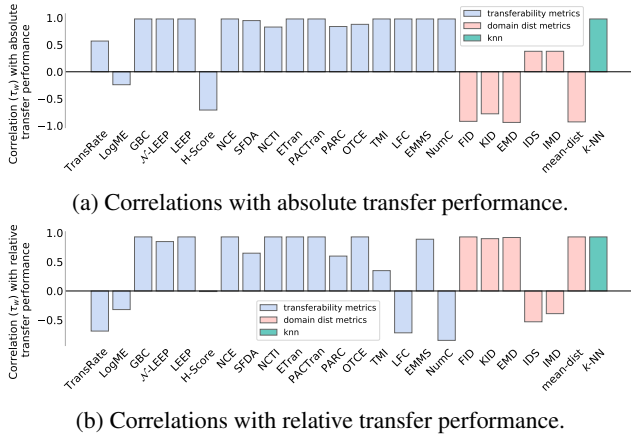 Correlation (τw) with absolute
transfer performance
1.0
0.5
0.0
−0.5
−1.0
transferability metrics
domain dist metrics
knn
TransRate
LogME
GBC
𝒩-LEEP
LEEP
H-Score
NCE
SFDA
NCTI
ETran
PACTran
PARC
OTCE
TMI
LFC
EMMS
NumC
FID
KID
EMD
IDS
IMD
mean-dist
k-NN
(a) Correlations with absolute transfer performance.
Correlation (τw) with relative
transfer performance
1.0
0.5
0.0
−0.5
transferability metrics
domain dist metrics
knn
TransRate
LogME
GBC
𝒩-LEEP
LEEP
H-Score
NCE
SFDA
NCTI
ETran
PACTran
PARC
OTCE
TMI
LFC
EMMS
NumC
FID
KID
EMD
IDS
IMD
mean-dist
k-NN
(b) Correlations with relative transfer performance.